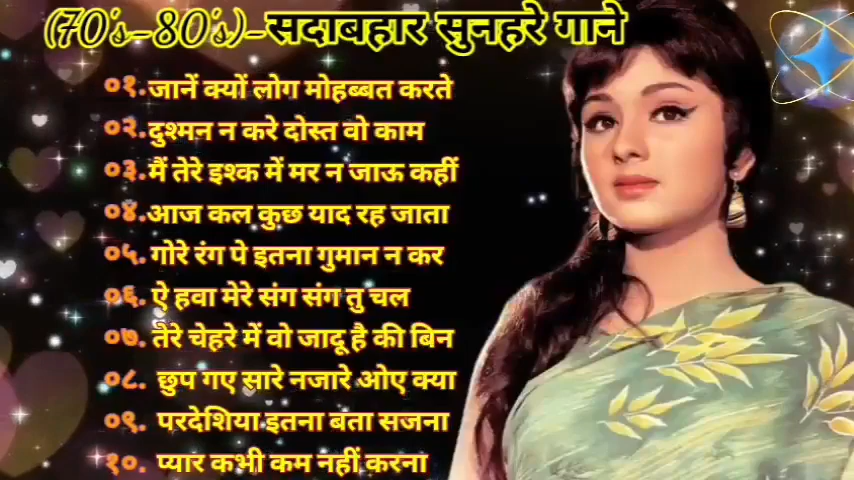 (70's-80's)-सदाबहार सुनहरे गाने
०१.जानें क्यों लोग मोहब्बत करते
०२.दुश्मन न करे दोस्त वो काम
०३.मैं तेरे इश्क में मर न जाऊ कहीं
०४.आज कल कुछ याद रह जाता
०५.गोरे रंग पे इतना गुमान न कर
०६.ऐ हवा मेरे संग संग तु चल
०७.तेरे चेहरे में वो जादू है की बिन
०८. छुप गए सारे नजारे ओए क्या
०९. परदेशिया इतना बता सजना
१०. प्यार कभी कम नहीं करना